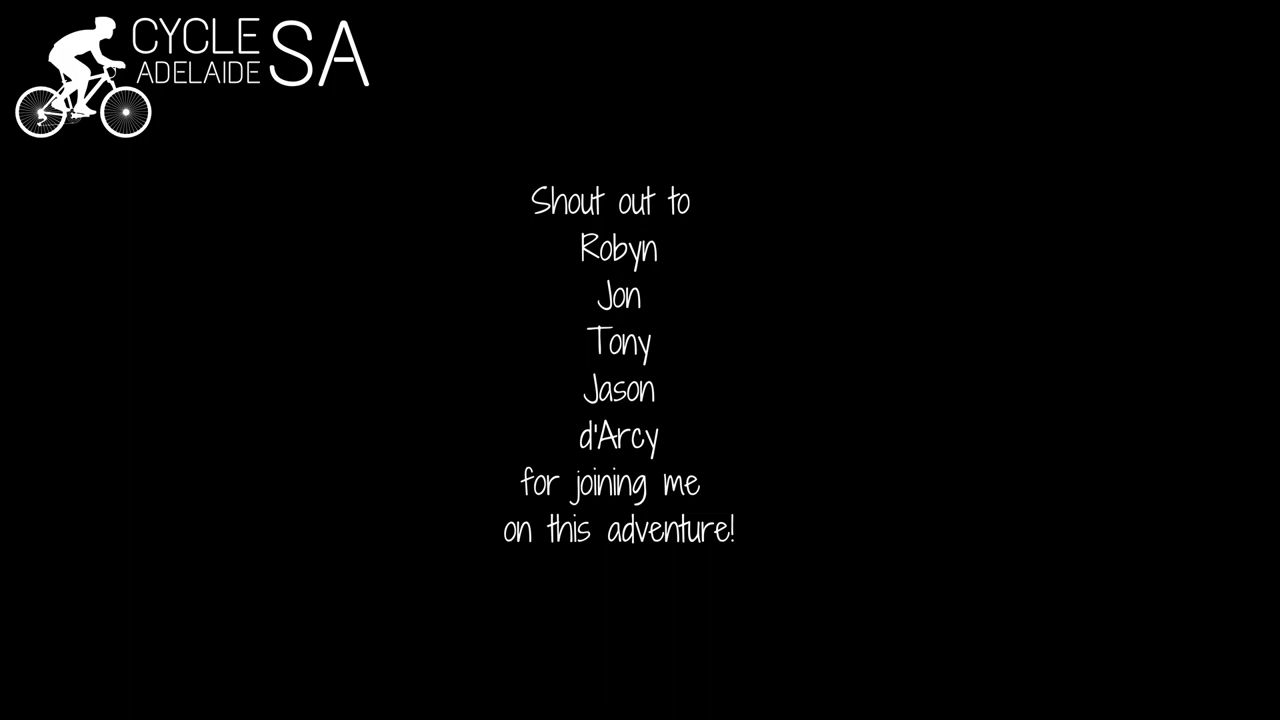 CYCLE
ADELAIDE
SA
Shout out to
Robyn
Jon
Tony
Jason
d'Arcy
for joining me
on this adventure!